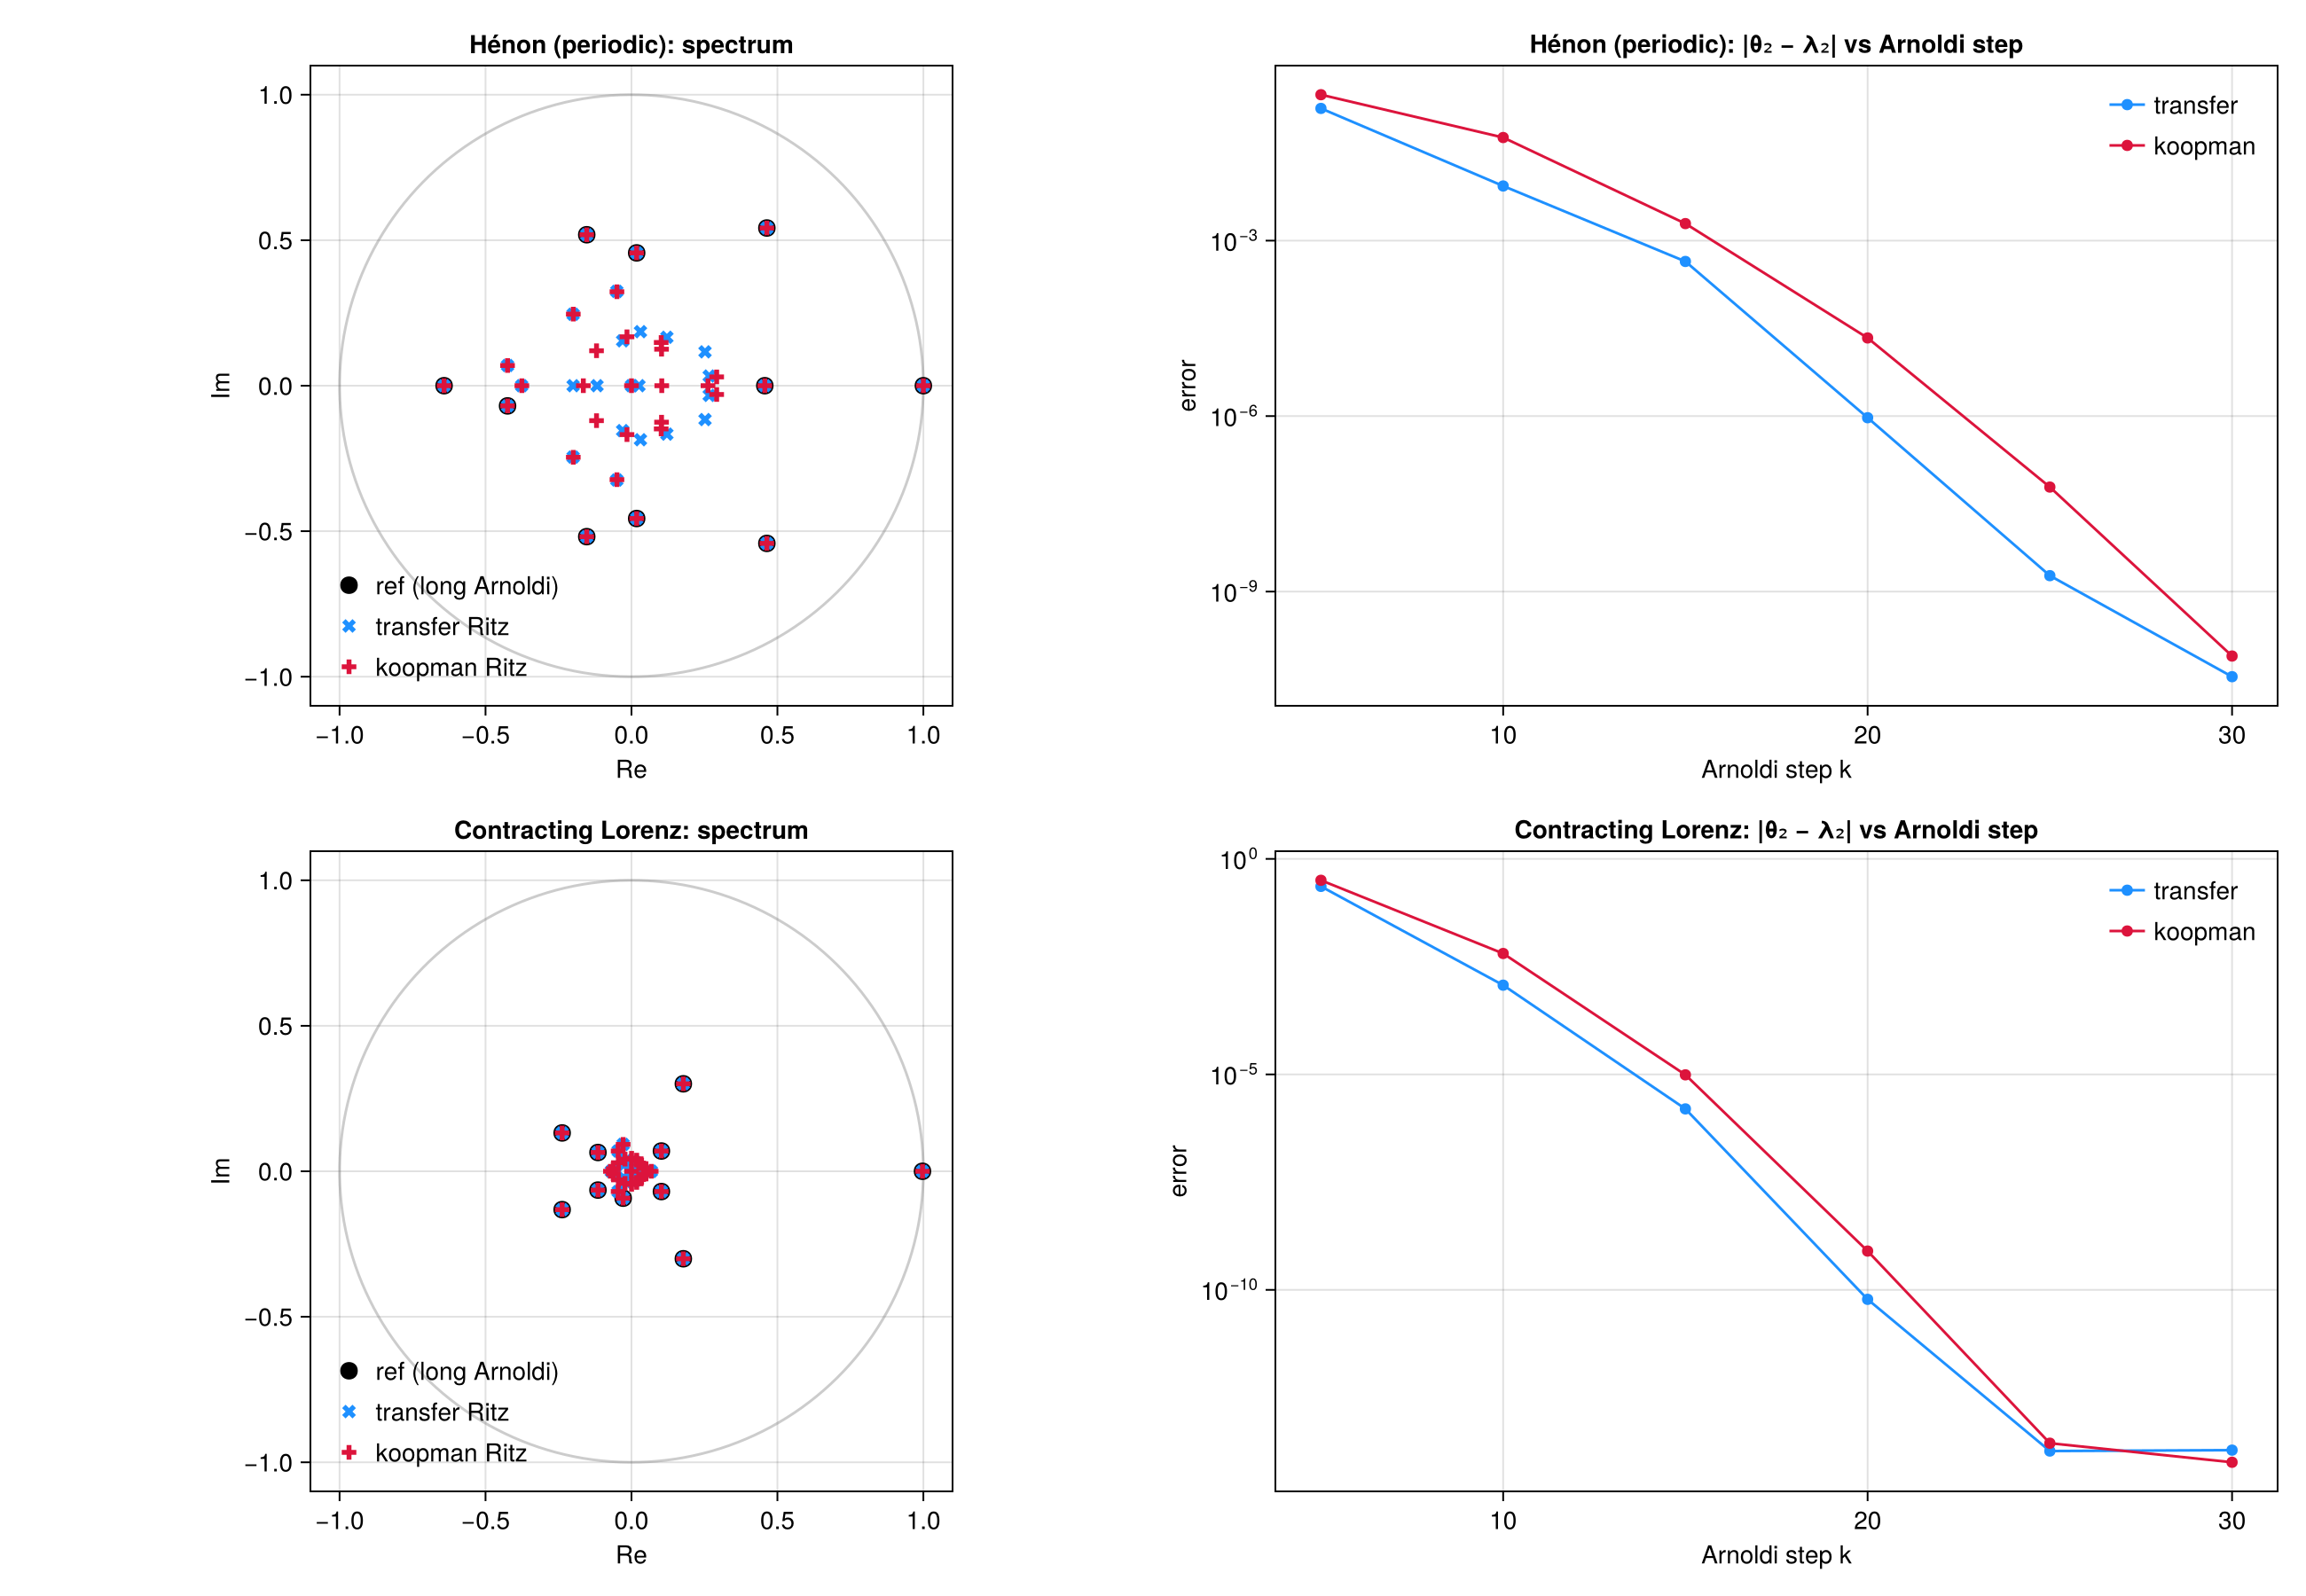 Hénon (periodic): spectrum
1.0
0.5
0.0
−0.5
−1.0
Im
ref (long Arnoldi)
transfer Ritz
koopman Ritz
−1.0 −0.5 0.0 0.5 1.0
Re
Hénon (periodic): |θ₂ − λ₂| vs Arnoldi step
transfer
koopman
10⁻³
10⁻⁶
10⁻⁹
error
10 20 30
Arnoldi step k
Contracting Lorenz: spectrum
1.0
0.5
0.0
−0.5
−1.0
Im
ref (long Arnoldi)
transfer Ritz
koopman Ritz
−1.0 −0.5 0.0 0.5 1.0
Re
Contracting Lorenz: |θ₂ − λ₂| vs Arnoldi step
transfer
koopman
10⁰
10⁻⁵
10⁻¹⁰
error
10 20 30
Arnoldi step k